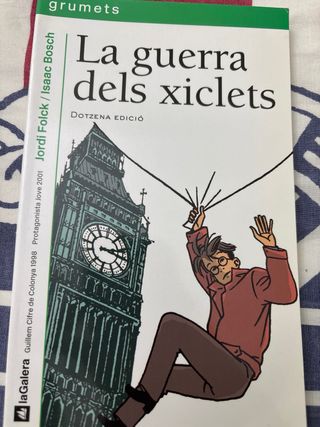 grumets
La guerra
dels xiclets
DOTZENA EDICIÓ
Jordi Folck / Isaac Bosch
Guillem Cifre de Colonya 1998 Protagonista Jove 2001
laGalera